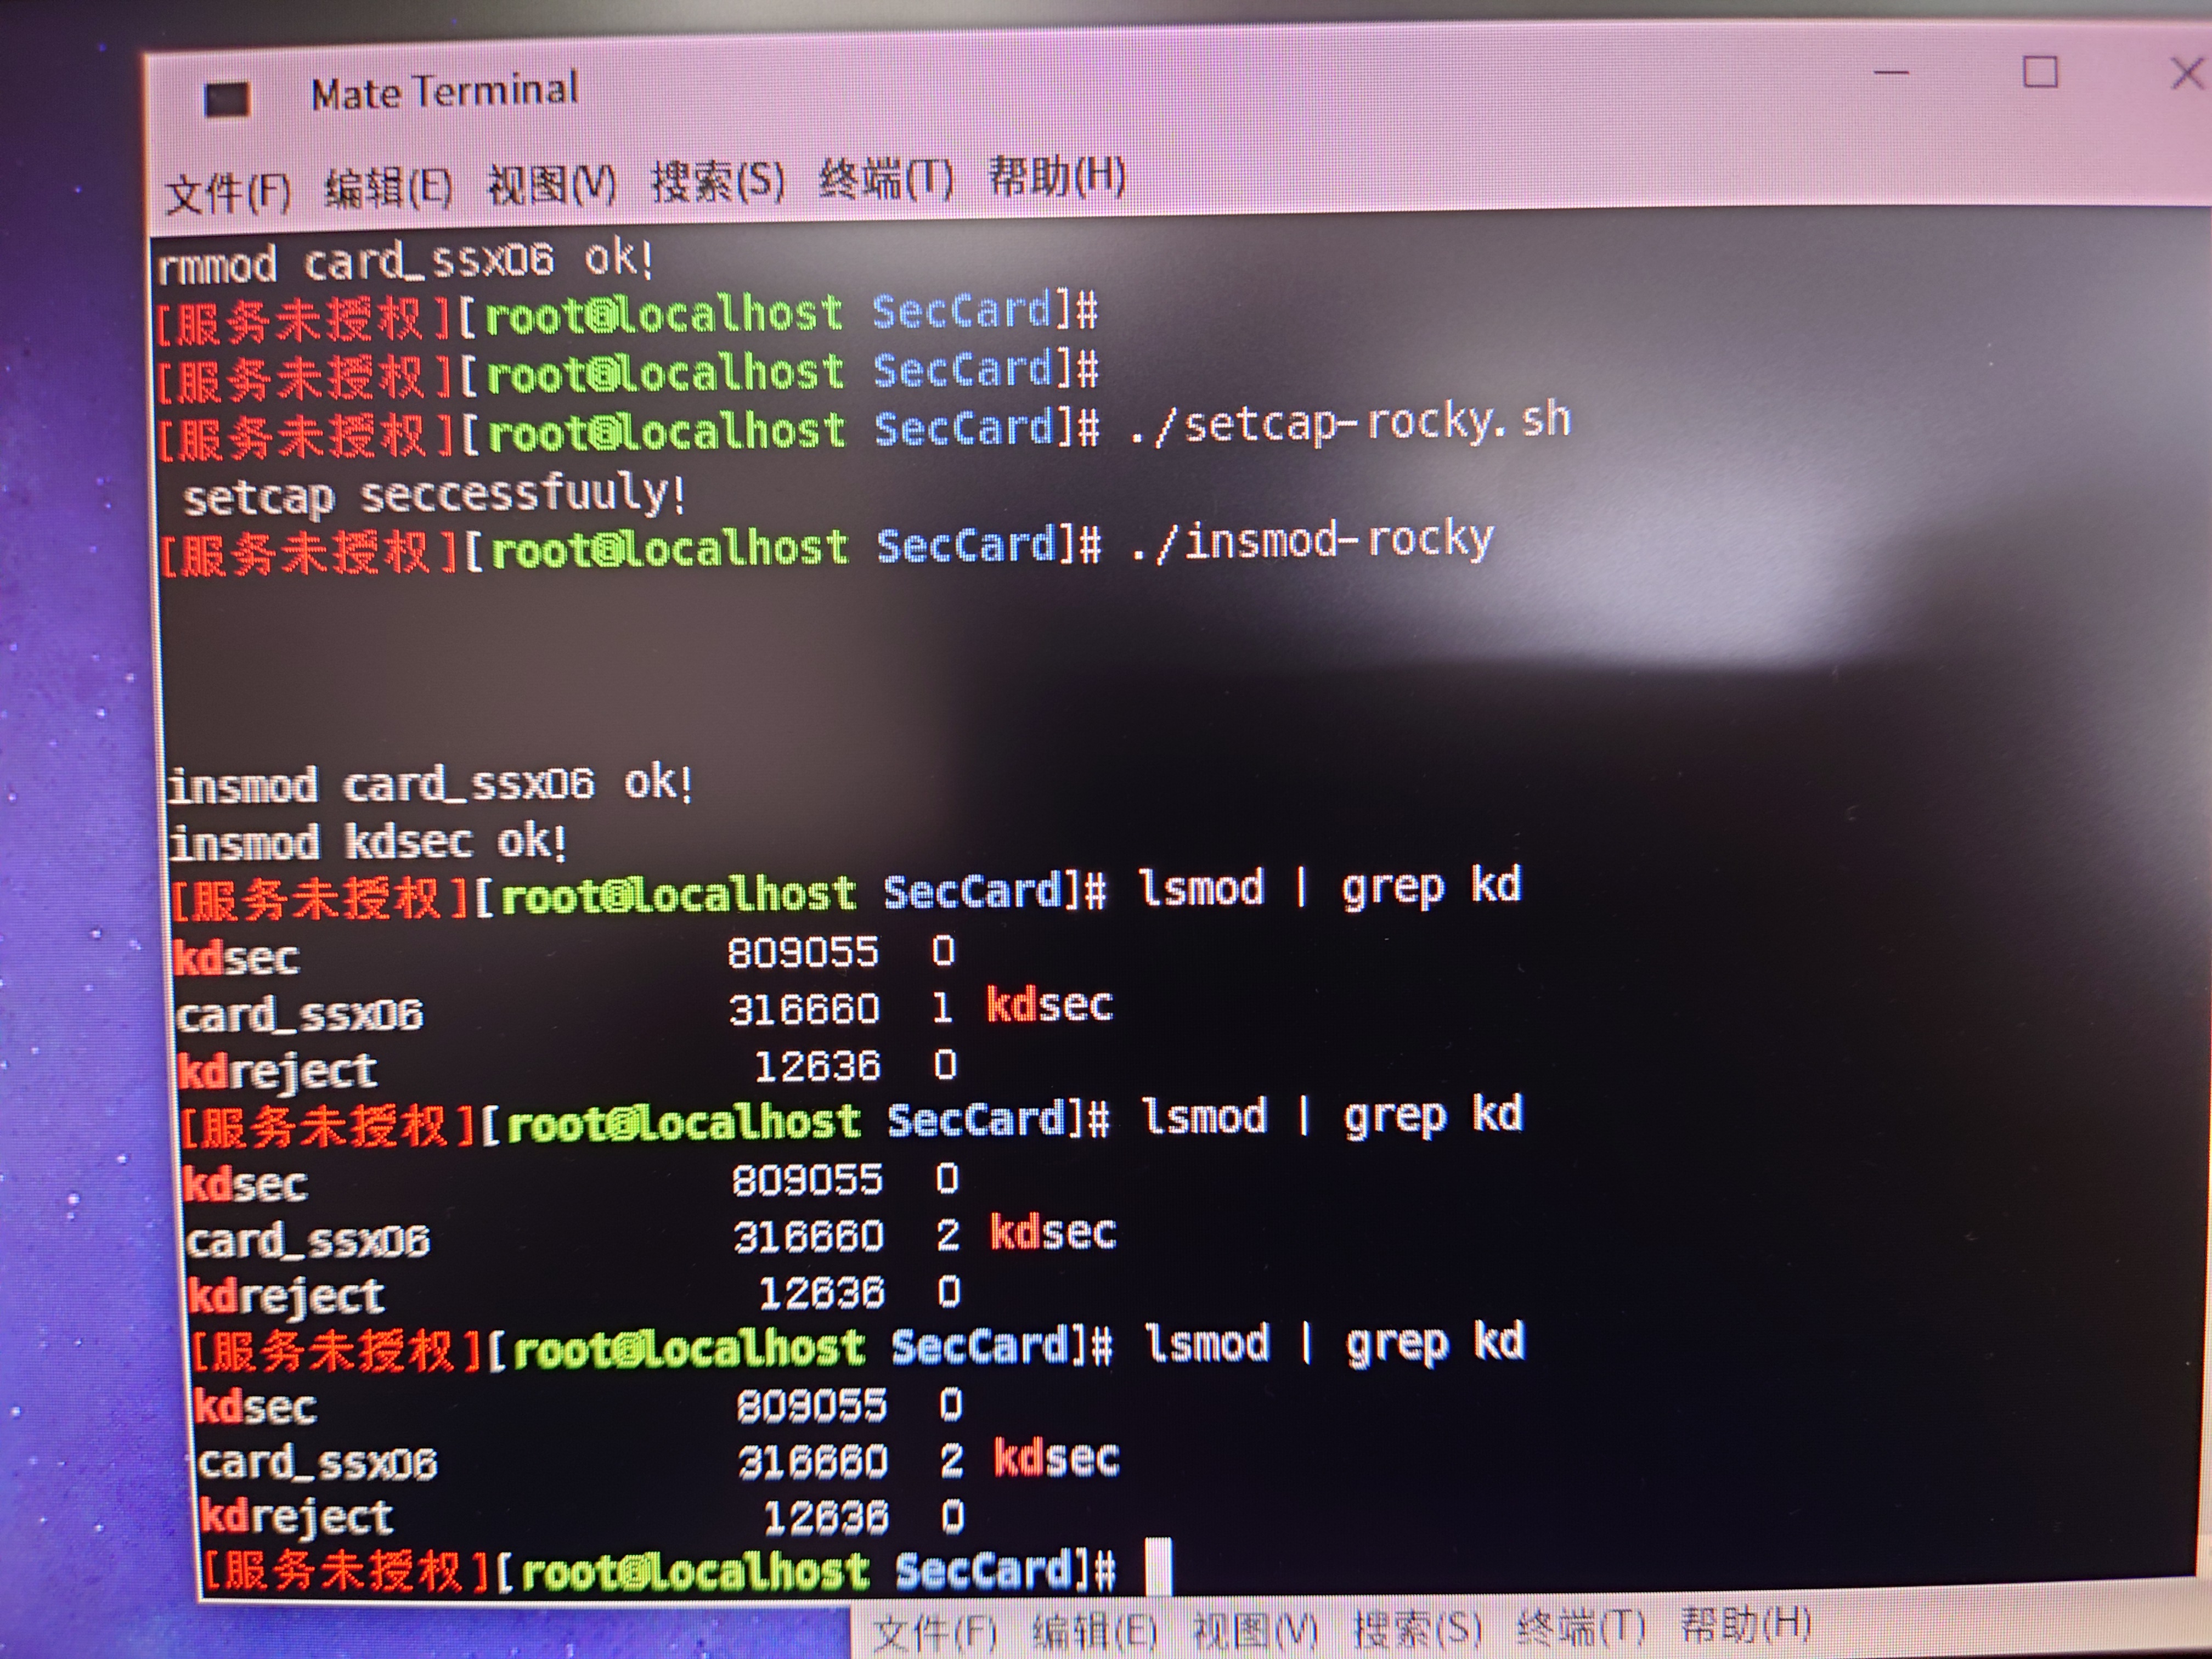 Mate Terminal
文件(F) 编辑(E) 视图(V) 搜索(S) 终端(T) 帮助(H)
rmmod card_ssx06 ok!
[服务未授权][root@localhost SecCard]#
[服务未授权][root@localhost SecCard]#
[服务未授权][root@localhost SecCard]# ./setcap-rocky.sh
setcap seccessfuuly!
[服务未授权][root@localhost SecCard]# ./insmod-rocky
insmod card_ssx06 ok!
insmod kdsec ok!
[服务未授权][root@localhost SecCard]# lsmod | grep kd
kdsec 809055 0
card_ssx06 316660 1 kdsec
kdreject 12636 0
[服务未授权][root@localhost SecCard]# lsmod | grep kd
kdsec 809055 0
card_ssx06 316660 2 kdsec
kdreject 12636 0
[服务未授权][root@localhost SecCard]# lsmod | grep kd
kdsec 809055 0
card_ssx06 316660 2 kdsec
kdreject 12636 0
[服务未授权][root@localhost SecCard]#
文件(F) 编辑(E) 视图(V) 搜索(S) 终端(T) 帮助(H)